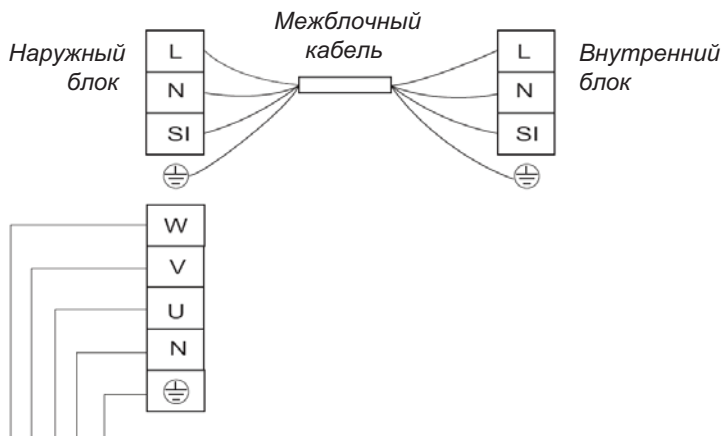 Межблочный
кабель
Наружный
блок
L
N
SI
L
N
SI
Внутренний
блок
W
V
U
N